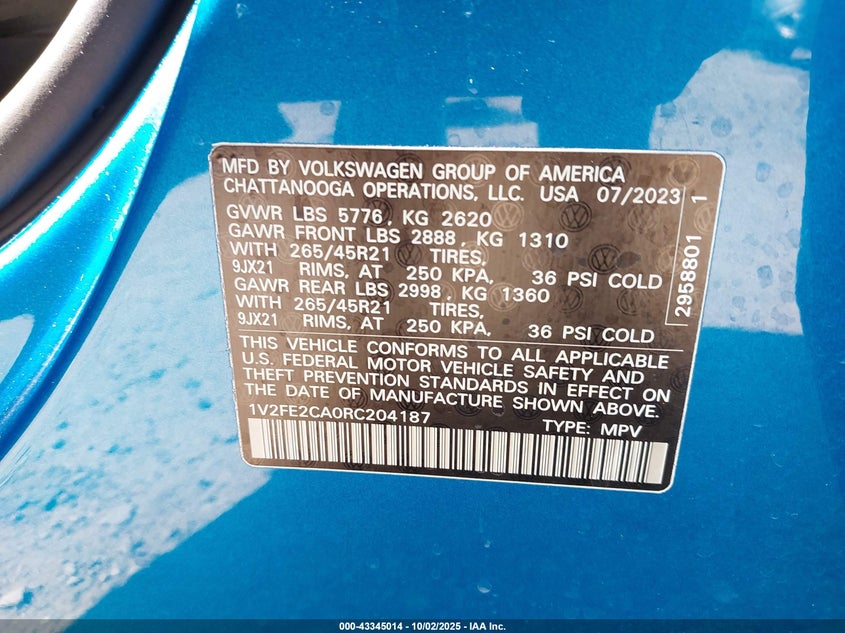 MFD BY VOLKSWAGEN GROUP OF AMERICA
CHATTANOOGA OPERATIONS, LLC. USA 07/2023
GVWR LBS 5776, KG 2620
GAWR FRONT LBS 2888, KG 1310
WITH 265/45R21 TIRES,
9JX21 RIMS, AT 250 KPA, 36 PSI COLD
GAWR REAR LBS 2998, KG 1360
WITH 265/45R21 TIRES,
9JX21 RIMS, AT 250 KPA, 36 PSI COLD
THIS VEHICLE CONFORMS TO ALL APPLICABLE
U.S. FEDERAL MOTOR VEHICLE SAFETY AND
THEFT PREVENTION STANDARDS IN EFFECT ON
THE DATE OF MANUFACTURE SHOWN ABOVE.
1V2FE2CA0RC204187 TYPE: MPV
2958801 1
000-43345014 - 10/02/2025 - IAA Inc.